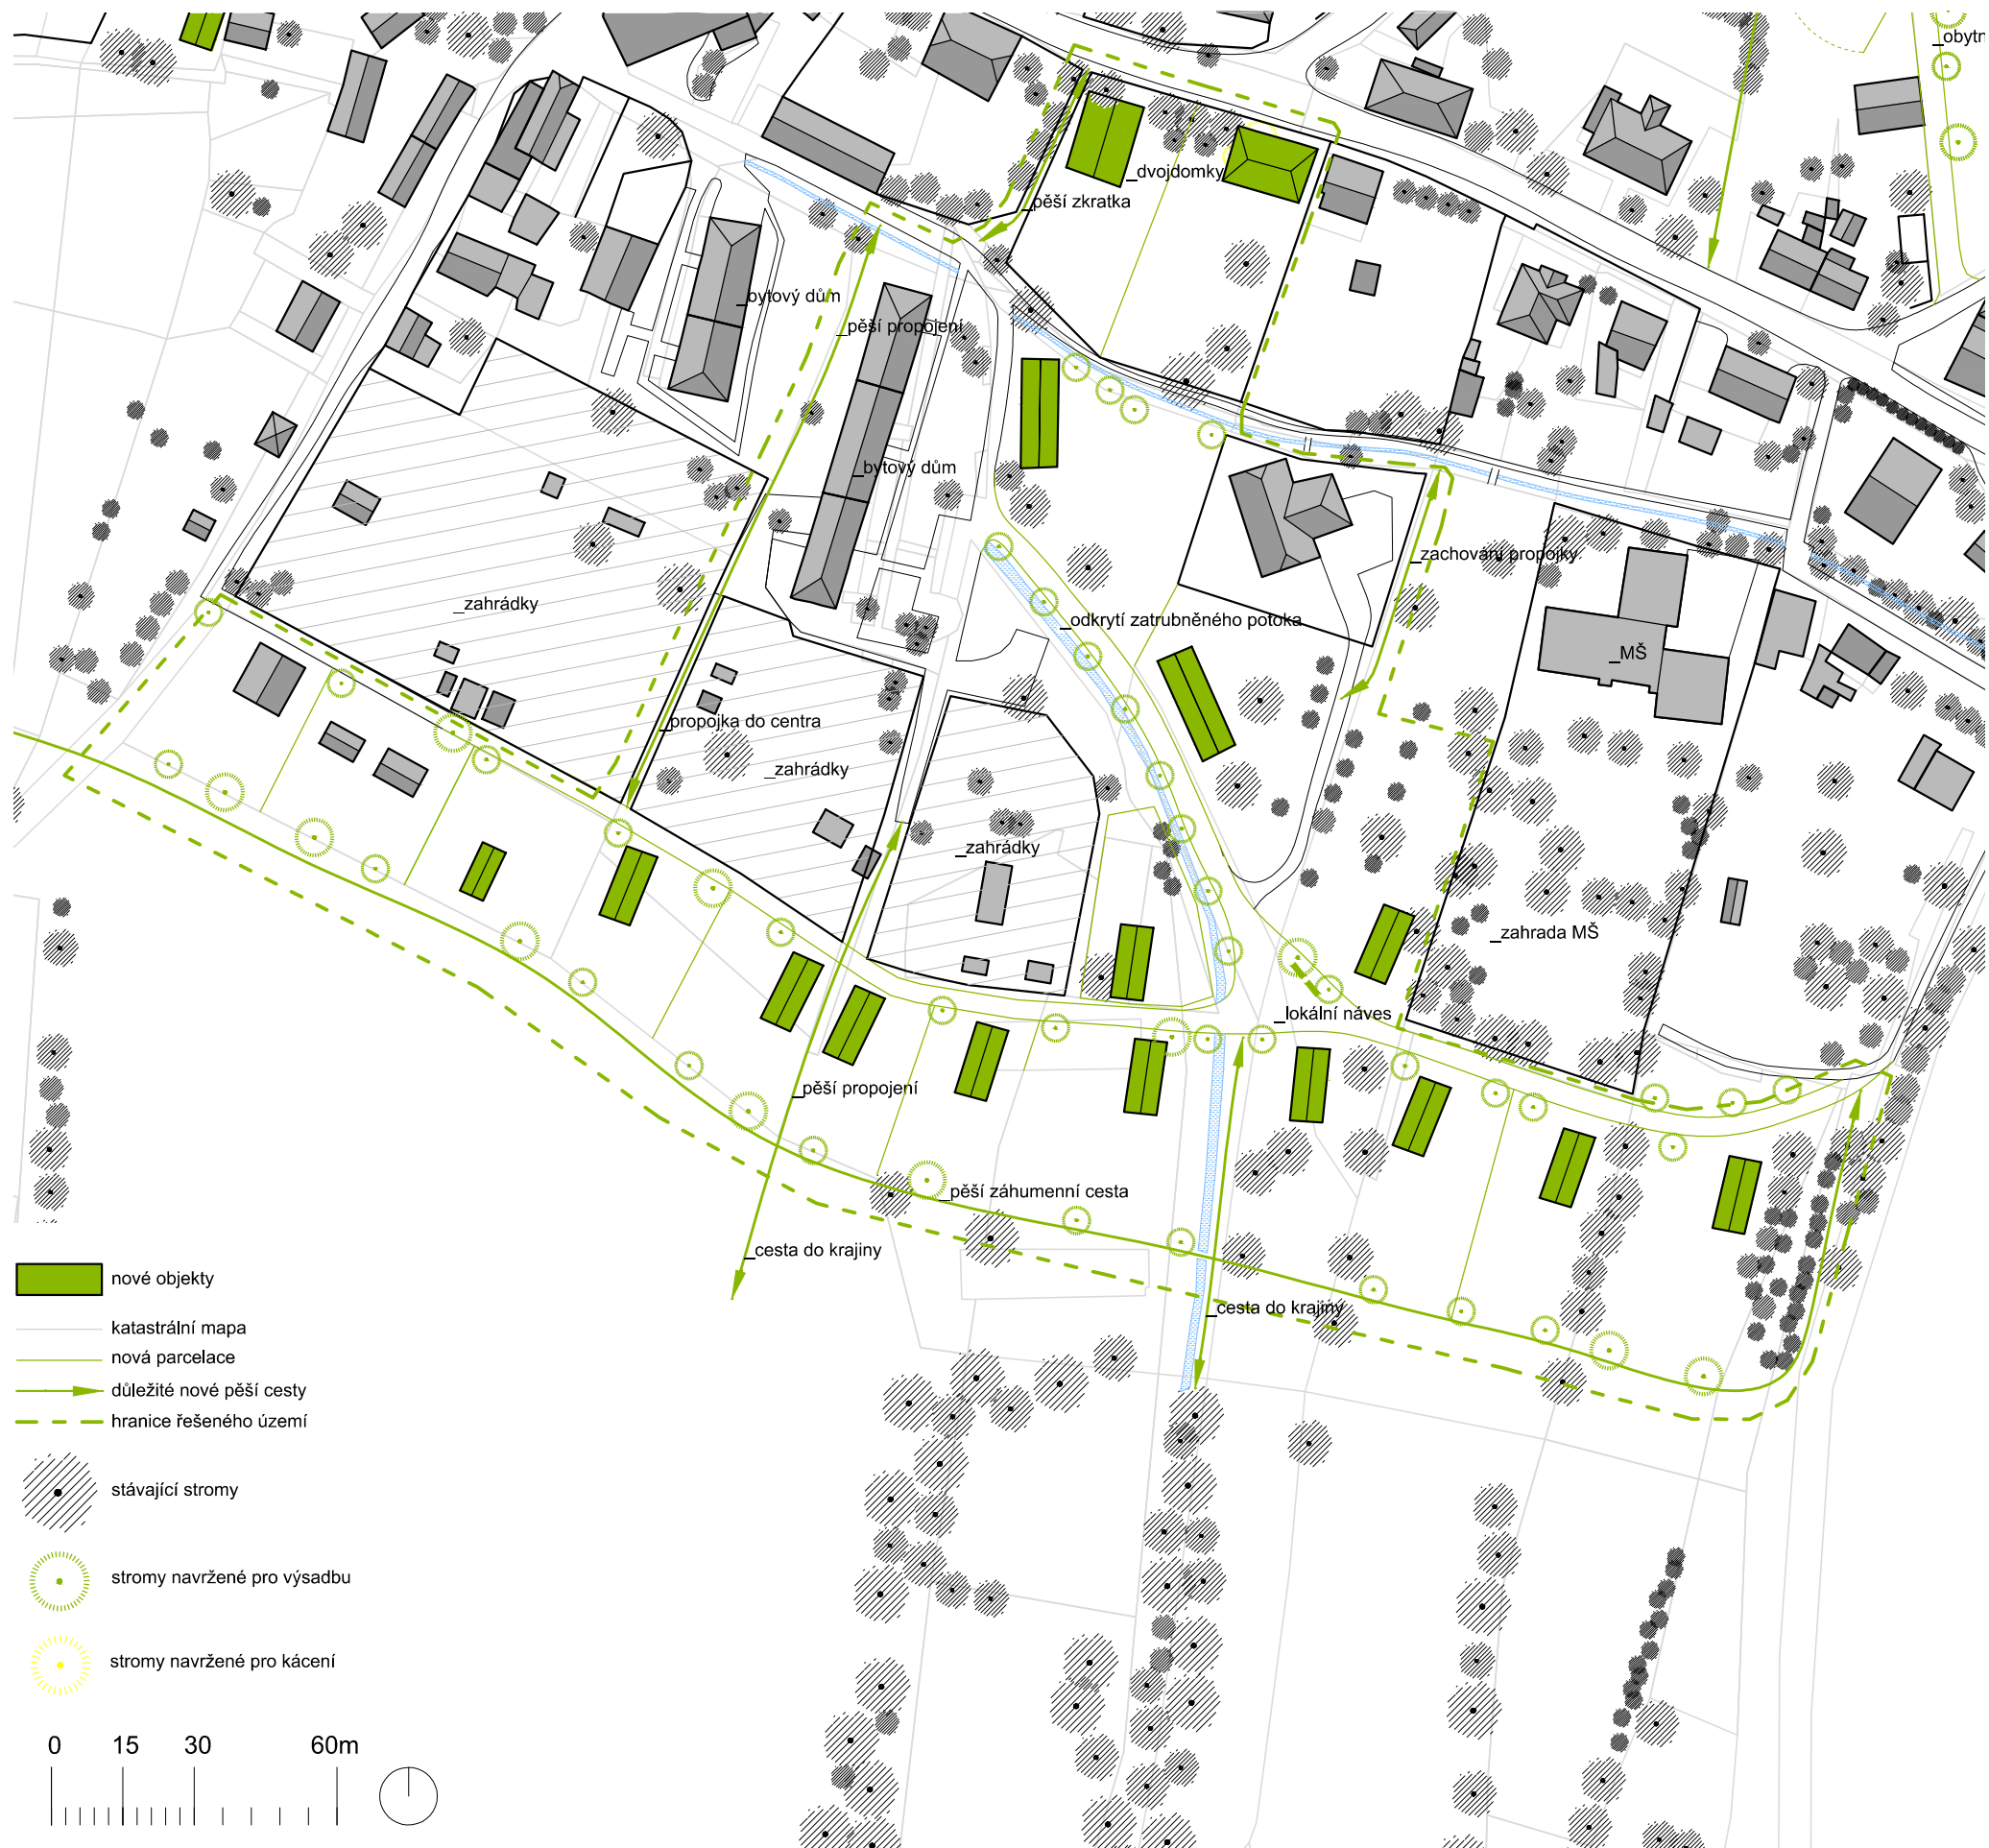 _obytn
_dvojdomky
_pěší zkratka
_bytový dům
_pěší propojení
_bytový dům
_zachování propojky
_zahrádky
_odkrytí zatrubněného potoka
_MŠ
_propojka do centra
_zahrádky
_zahrádky
_zahrada MŠ
_lokální náves
_pěší propojení
_pěší záhumenní cesta
_cesta do krajiny
_cesta do krajiny
nové objekty
katastrální mapa
nová parcelace
důležité nové pěší cesty
hranice řešeného území
stávající stromy
stromy navržené pro výsadbu
stromy navržené pro kácení
0 15 30 60m